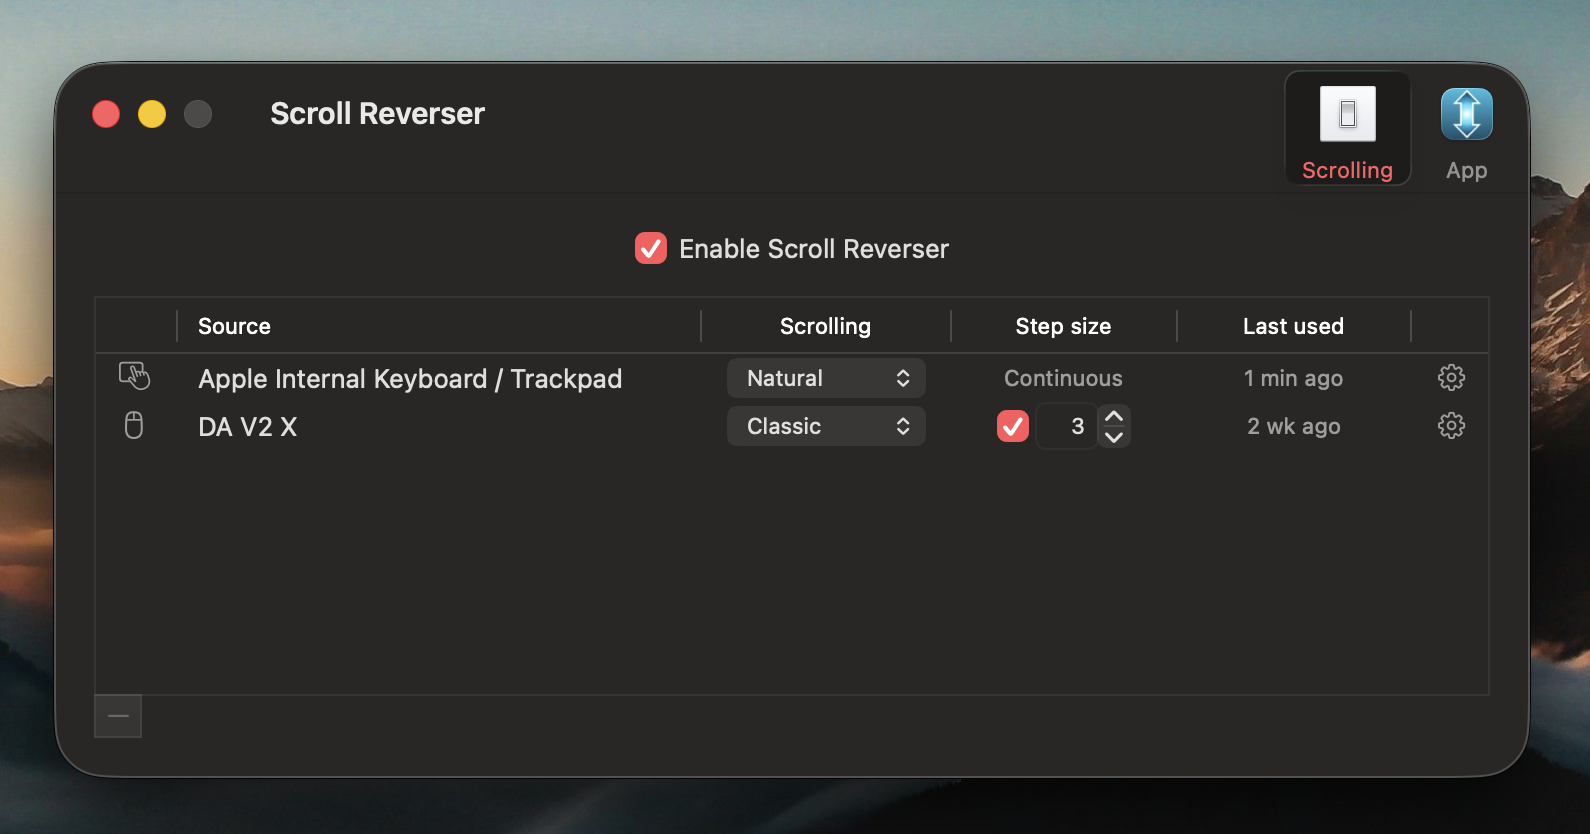 Scroll Reverser
Scrolling
App
Enable Scroll Reverser
Source Scrolling Step size Last used
Apple Internal Keyboard / Trackpad Natural Continuous 1 min ago
DA V2 X Classic 3 2 wk ago